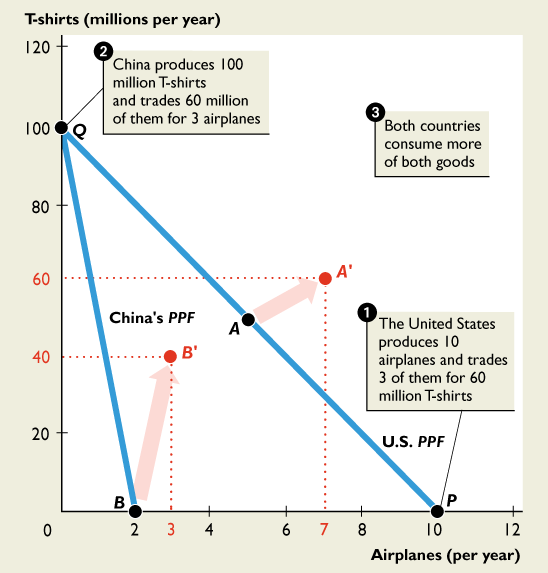 T-shirts (millions per year)
120
2
China produces 100
million T-shirts
and trades 60 million
of them for 3 airplanes
100
Q
3
Both countries
consume more
of both goods
80
60
A'
China's PPF
A
1
The United States
produces 10
airplanes and trades
3 of them for 60
million T-shirts
40
B'
20
U.S. PPF
B
P
0
2
3
4
6
7
8
10
12
Airplanes (per year)